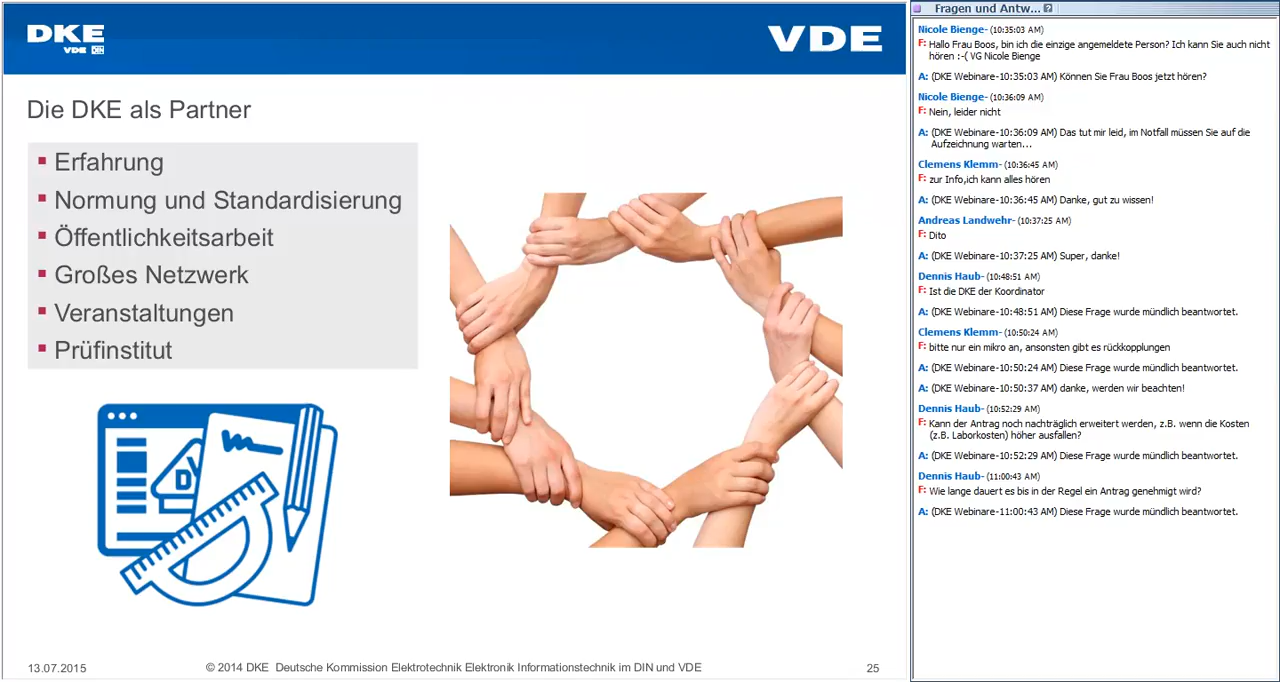 DKE
VDE DIN
VDE
Die DKE als Partner
Erfahrung
Normung und Standardisierung
Öffentlichkeitsarbeit
Großes Netzwerk
Veranstaltungen
Prüfinstitut
13.07.2015
© 2014 DKE Deutsche Kommission Elektrotechnik Elektronik Informationstechnik im DIN und VDE
25
Fragen und Antw...
Nicole Bienge- (10:35:03 AM)
F: Hallo Frau Boos, bin ich die einzige angemeldete Person? Ich kann Sie auch nicht
hören :-( VG Nicole Bienge
A: (DKE Webinare-10:35:03 AM) Können Sie Frau Boos jetzt hören?
Nicole Bienge- (10:36:09 AM)
F: Nein, leider nicht
A: (DKE Webinare-10:36:09 AM) Das tut mir leid, im Notfall müssen Sie auf die
Aufzeichnung warten...
Clemens Klemm- (10:36:45 AM)
F: zur Info,ich kann alles hören
A: (DKE Webinare-10:36:45 AM) Danke, gut zu wissen!
Andreas Landwehr- (10:37:25 AM)
F: Dito
A: (DKE Webinare-10:37:25 AM) Super, danke!
Dennis Haub- (10:48:51 AM)
F: Ist die DKE der Koordinator
A: (DKE Webinare-10:48:51 AM) Diese Frage wurde mündlich beantwortet.
Clemens Klemm- (10:50:24 AM)
F: bitte nur ein mikro an, ansonsten gibt es rückkopplungen
A: (DKE Webinare-10:50:24 AM) Diese Frage wurde mündlich beantwortet.
A: (DKE Webinare-10:50:37 AM) danke, werden wir beachten!
Dennis Haub- (10:52:29 AM)
F: Kann der Antrag noch nachträglich erweitert werden, z.B. wenn die Kosten
(z.B. Laborkosten) höher ausfallen?
A: (DKE Webinare-10:52:29 AM) Diese Frage wurde mündlich beantwortet.
Dennis Haub- (11:00:43 AM)
F: Wie lange dauert es bis in der Regel ein Antrag genehmigt wird?
A: (DKE Webinare-11:00:43 AM) Diese Frage wurde mündlich beantwortet.